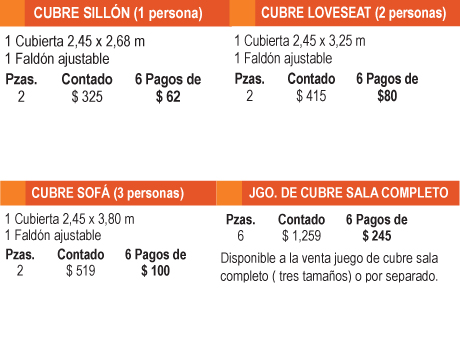 CUBRE SILLÓN (1 persona)
1 Cubierta 2,45 x 2,68 m
1 Faldón ajustable
Pzas. Contado 6 Pagos de
2 $ 325 $ 62
CUBRE LOVESEAT (2 personas)
1 Cubierta 2,45 x 3,25 m
1 Faldón ajustable
Pzas. Contado 6 Pagos de
2 $ 415 $80
CUBRE SOFÁ (3 personas)
1 Cubierta 2,45 x 3,80 m
1 Faldón ajustable
Pzas. Contado 6 Pagos de
2 $ 519 $ 100
JGO. DE CUBRE SALA COMPLETO
Pzas. Contado 6 Pagos de
6 $ 1,259 $ 245
Disponible a la venta juego de cubre sala
completo ( tres tamaños) o por separado.